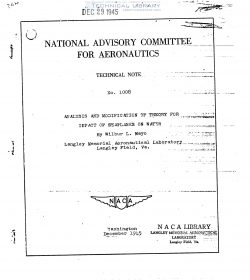 TECHNICAL LIBRARY
DEC 29 1945
NATIONAL ADVISORY COMMITTEE
FOR AERONAUTICS
TECHNICAL NOTE
No. 1008
ANALYSIS AND MODIFICATION OF THEORY FOR
IMPACT OF SEAPLANES ON WATER
By Wilbur L. Mayo
Langley Memorial Aeronautical Laboratory
Langley Field, Va.
NACA
Washington
December 1945
N A C A LIBRARY
LANGLEY MEMORIAL AERONAUTICAL
LABORATORY
Langley Field, Va.